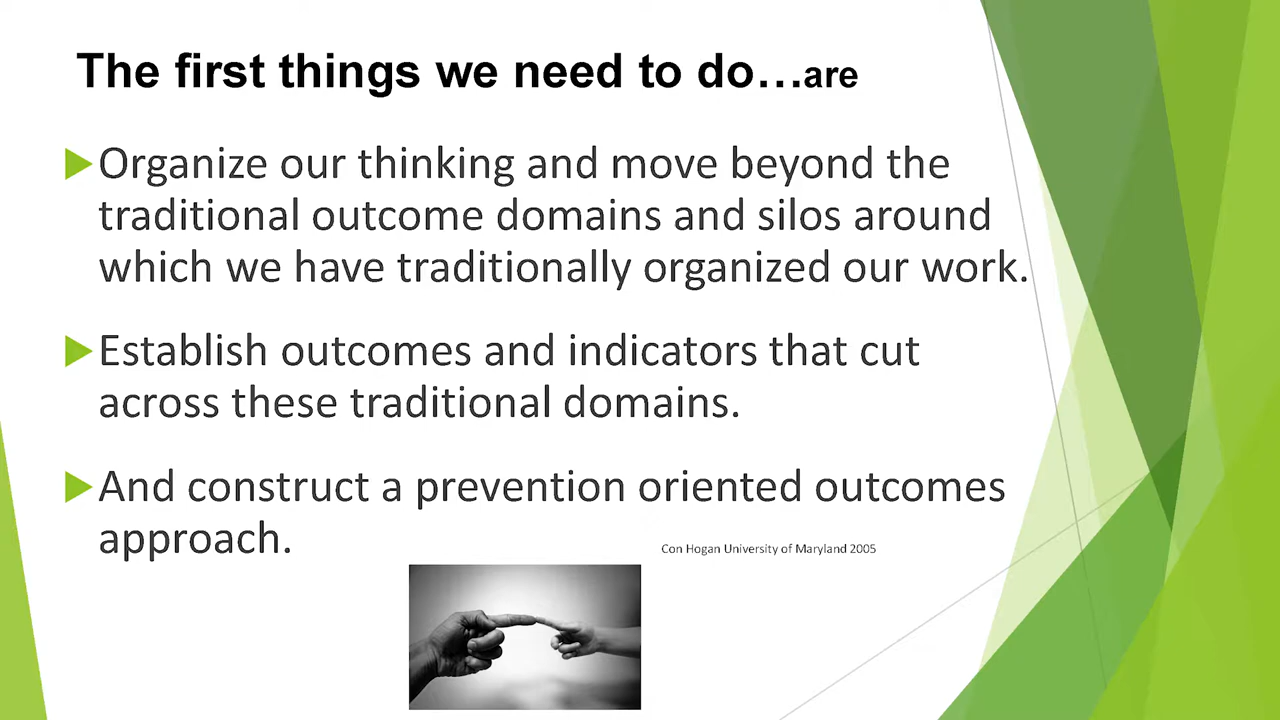 The first things we need to do…are
Organize our thinking and move beyond the
traditional outcome domains and silos around
which we have traditionally organized our work.
Establish outcomes and indicators that cut
across these traditional domains.
And construct a prevention oriented outcomes
approach.
Con Hogan University of Maryland 2005